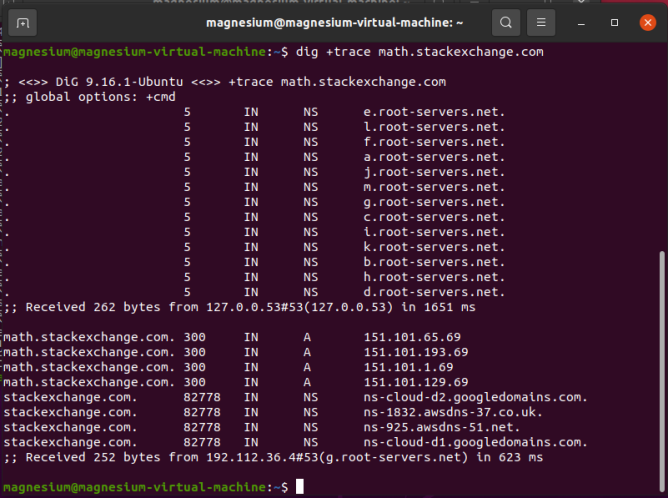 magnesium@magnesium-virtual-machine: ~
magnesium@magnesium-virtual-machine:~$ dig +trace math.stackexchange.com
; <<>> DiG 9.16.1-Ubuntu <<>> +trace math.stackexchange.com
;; global options: +cmd
. 5 IN NS e.root-servers.net.
. 5 IN NS l.root-servers.net.
. 5 IN NS f.root-servers.net.
. 5 IN NS a.root-servers.net.
. 5 IN NS j.root-servers.net.
. 5 IN NS m.root-servers.net.
. 5 IN NS g.root-servers.net.
. 5 IN NS c.root-servers.net.
. 5 IN NS i.root-servers.net.
. 5 IN NS k.root-servers.net.
. 5 IN NS b.root-servers.net.
. 5 IN NS h.root-servers.net.
. 5 IN NS d.root-servers.net.
;; Received 262 bytes from 127.0.0.53#53(127.0.0.53) in 1651 ms
math.stackexchange.com. 300 IN A 151.101.65.69
math.stackexchange.com. 300 IN A 151.101.193.69
math.stackexchange.com. 300 IN A 151.101.1.69
math.stackexchange.com. 300 IN A 151.101.129.69
stackexchange.com. 82778 IN NS ns-cloud-d2.googledomains.com.
stackexchange.com. 82778 IN NS ns-1832.awsdns-37.co.uk.
stackexchange.com. 82778 IN NS ns-925.awsdns-51.net.
stackexchange.com. 82778 IN NS ns-cloud-d1.googledomains.com.
;; Received 252 bytes from 192.112.36.4#53(g.root-servers.net) in 623 ms
magnesium@magnesium-virtual-machine:~$